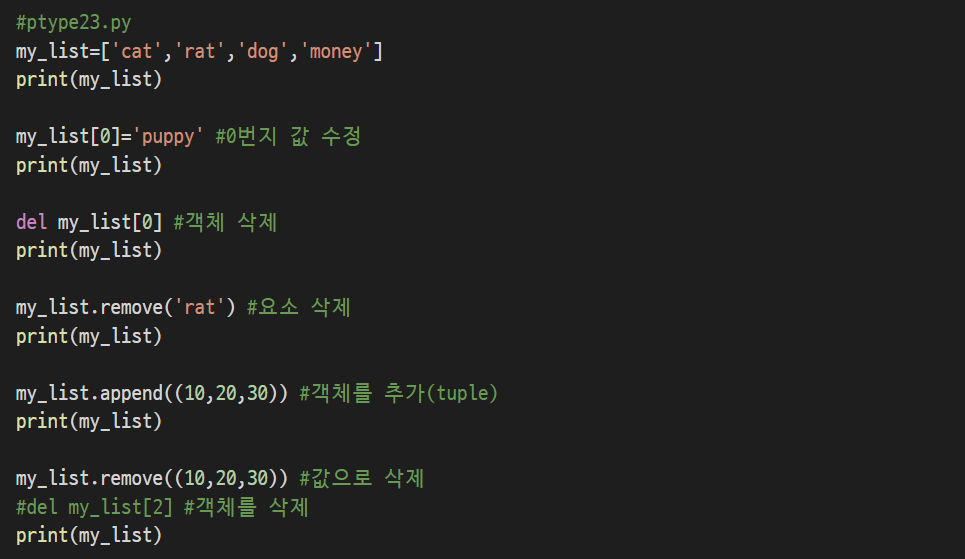 #ptype23.py
my_list=['cat','rat','dog','money']
print(my_list)
my_list[0]='puppy' #0번지 값 수정
print(my_list)
del my_list[0] #객체 삭제
print(my_list)
my_list.remove('rat') #요소 삭제
print(my_list)
my_list.append((10,20,30)) #객체를 추가(tuple)
print(my_list)
my_list.remove((10,20,30)) #값으로 삭제
#del my_list[2] #객체를 삭제
print(my_list)